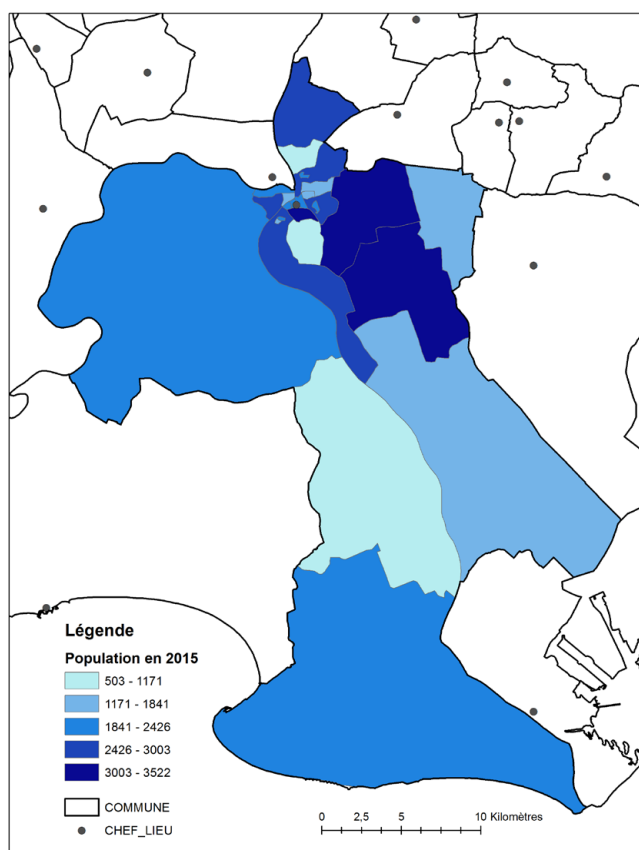 Légende
Population en 2015
503 - 1171
1171 - 1841
1841 - 2426
2426 - 3003
3003 - 3522
COMMUNE
CHEF_LIEU
0 2,5 5 10 Kilomètres